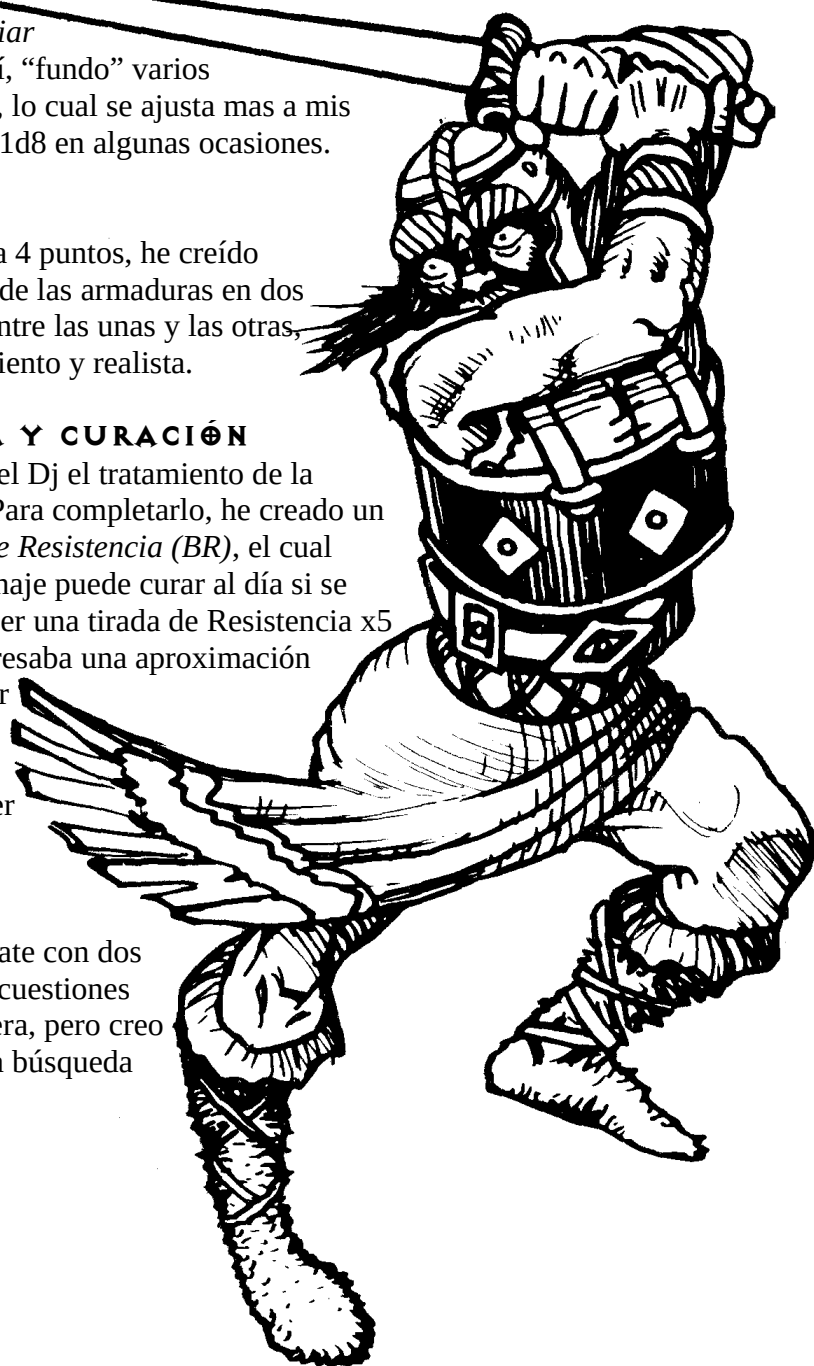 iar
í, “fundo” varios
, lo cual se ajusta mas a mis
1d8 en algunas ocasiones.
a 4 puntos, he creído
de las armaduras en dos
ntre las unas y las otras,
iento y realista.
A Y CURACIÓN
el Dj el tratamiento de la
Para completarlo, he creado un
e Resistencia (BR), el cual
naje puede curar al día si se
er una tirada de Resistencia x5
resaba una aproximación
r
er
ate con dos
cuestiones
era, pero creo
a búsqueda